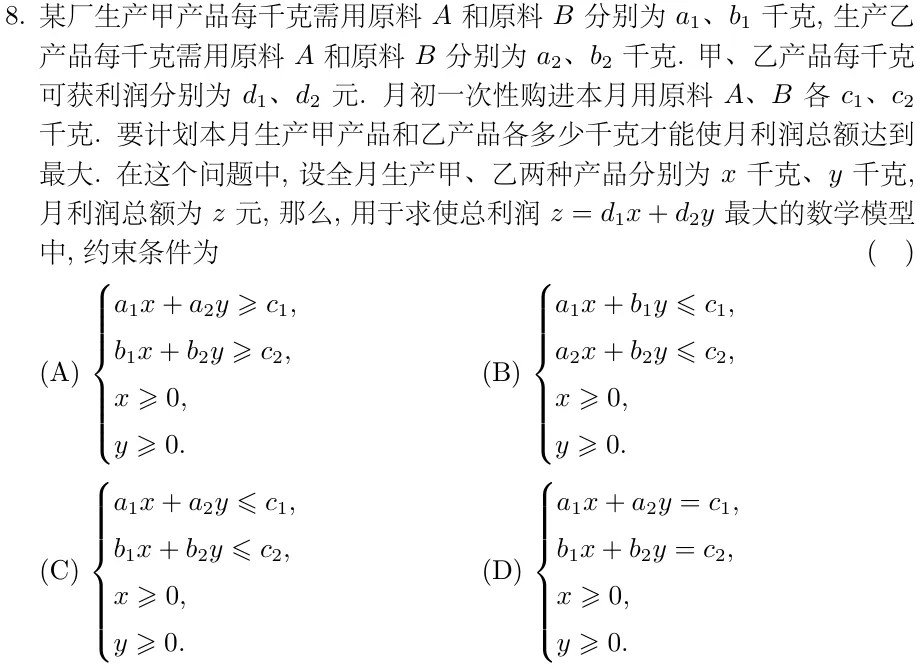 8. 某厂生产甲产品每千克需用原料 A 和原料 B 分别为 a₁、b₁ 千克, 生产乙
产品每千克需用原料 A 和原料 B 分别为 a₂、b₂ 千克. 甲、乙产品每千克
可获利润分别为 d₁、d₂ 元. 月初一次性购进本月用原料 A、B 各 c₁、c₂
千克. 要计划本月生产甲产品和乙产品各多少千克才能使月利润总额达到
最大. 在这个问题中, 设全月生产甲、乙两种产品分别为 x 千克、y 千克,
月利润总额为 z 元, 那么, 用于求使总利润 z = d₁x + d₂y 最大的数学模型
中, 约束条件为 ( )
(A)
a₁x + a₂y ⩾ c₁,
b₁x + b₂y ⩾ c₂,
x ⩾ 0,
y ⩾ 0.
(B)
a₁x + b₁y ⩽ c₁,
a₂x + b₂y ⩽ c₂,
x ⩾ 0,
y ⩾ 0.
(C)
a₁x + a₂y ⩽ c₁,
b₁x + b₂y ⩽ c₂,
x ⩾ 0,
y ⩾ 0.
(D)
a₁x + a₂y = c₁,
b₁x + b₂y = c₂,
x ⩾ 0,
y ⩾ 0.